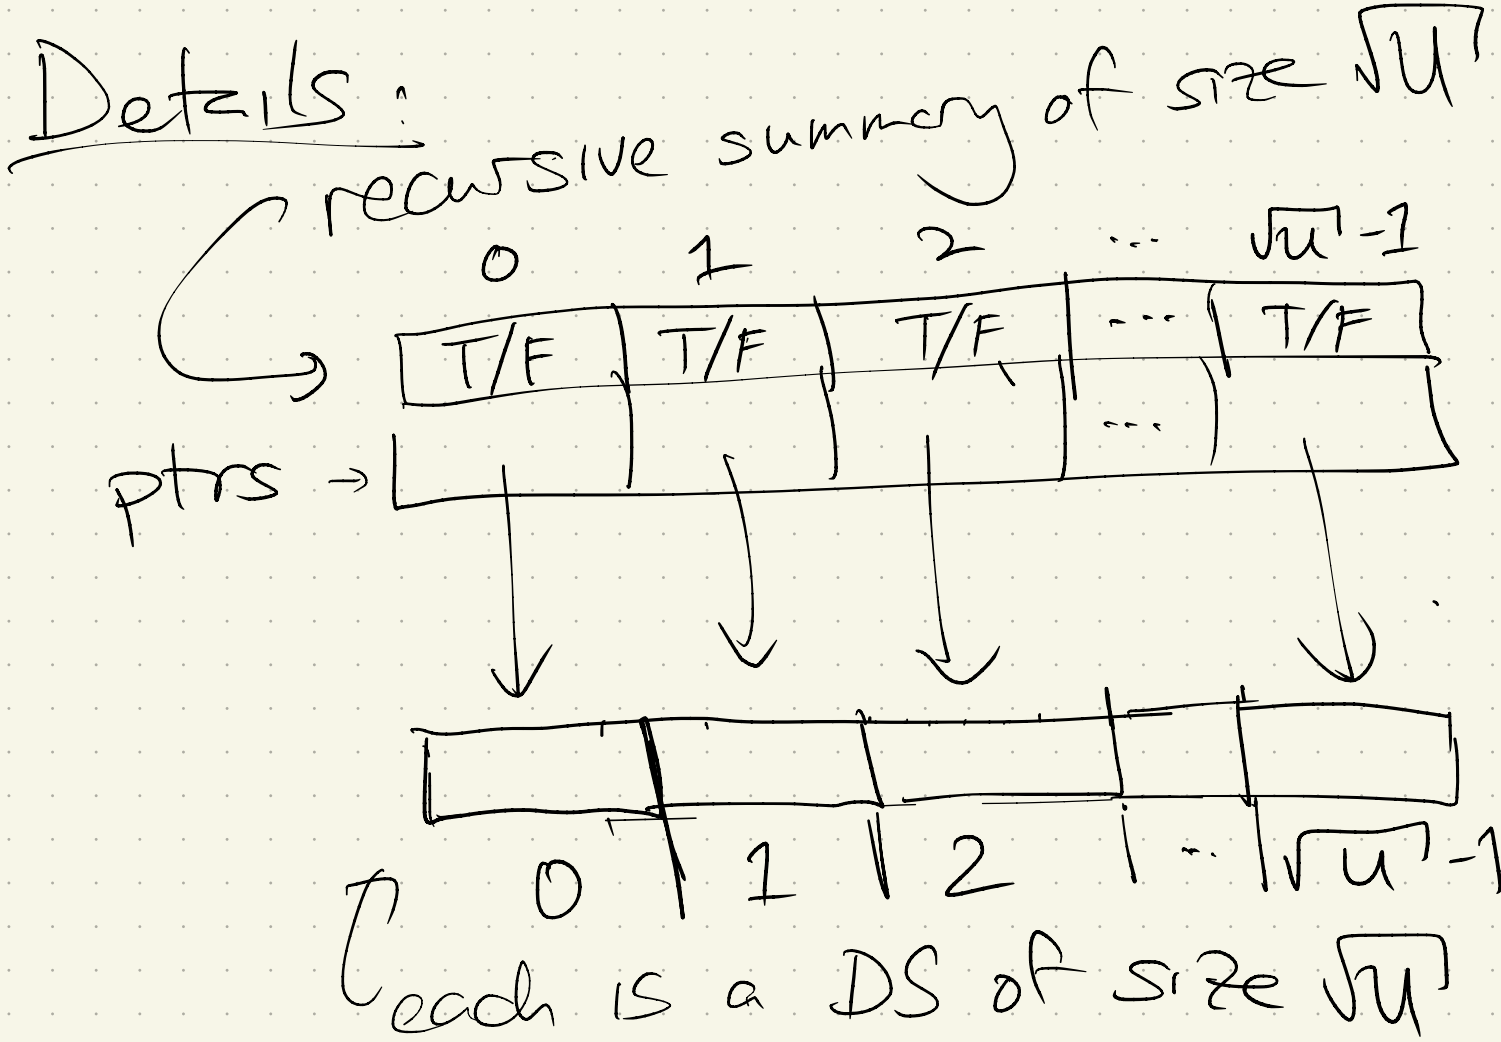 Details:
recursive summary of size √u
0 1 2 ... √u -1
T/F T/F T/F ... T/F
ptrs → ...
0 1 2 ... √u -1
each is a DS of size √u